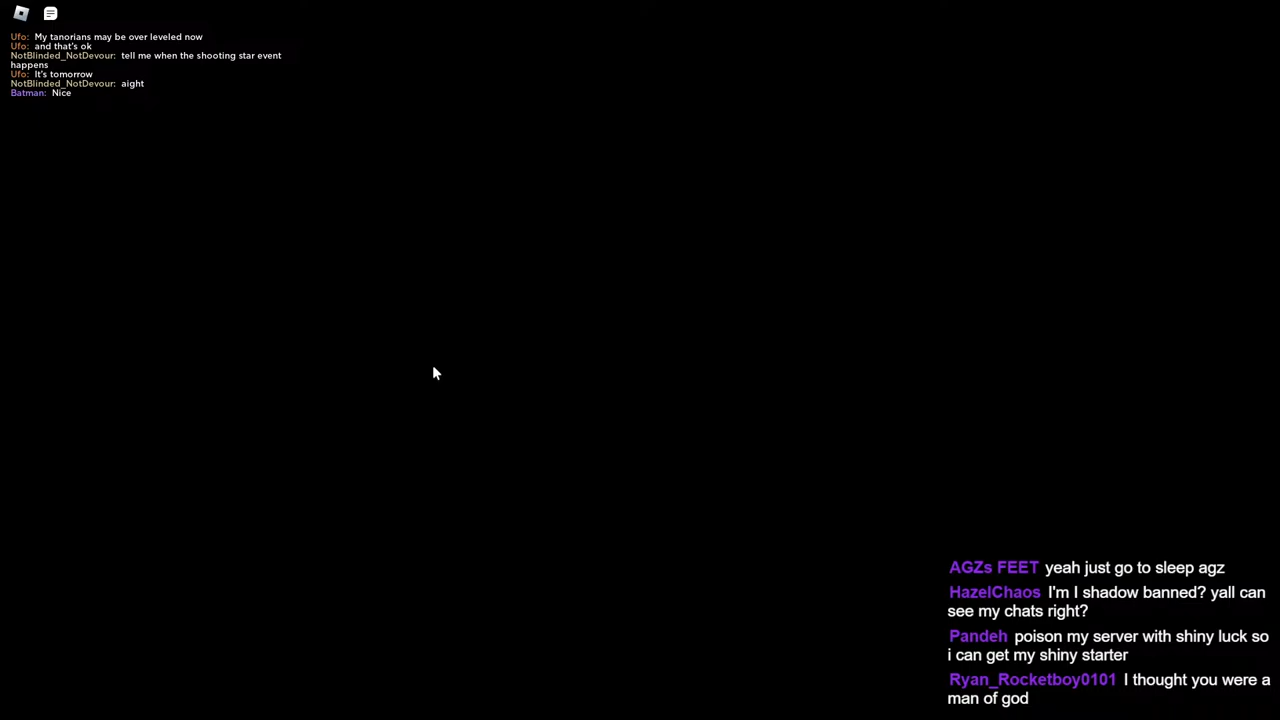 Ufo: My tanorians may be over leveled now
Ufo: and that's ok
NotBlinded_NotDevour: tell me when the shooting star event
happens
Ufo: It's tomorrow
NotBlinded_NotDevour: aight
Batman: Nice
AGZs FEET yeah just go to sleep agz
HazelChaos I'm I shadow banned? yall can
see my chats right?
Pandeh poison my server with shiny luck so
i can get my shiny starter
Ryan_Rocketboy0101 I thought you were a
man of god